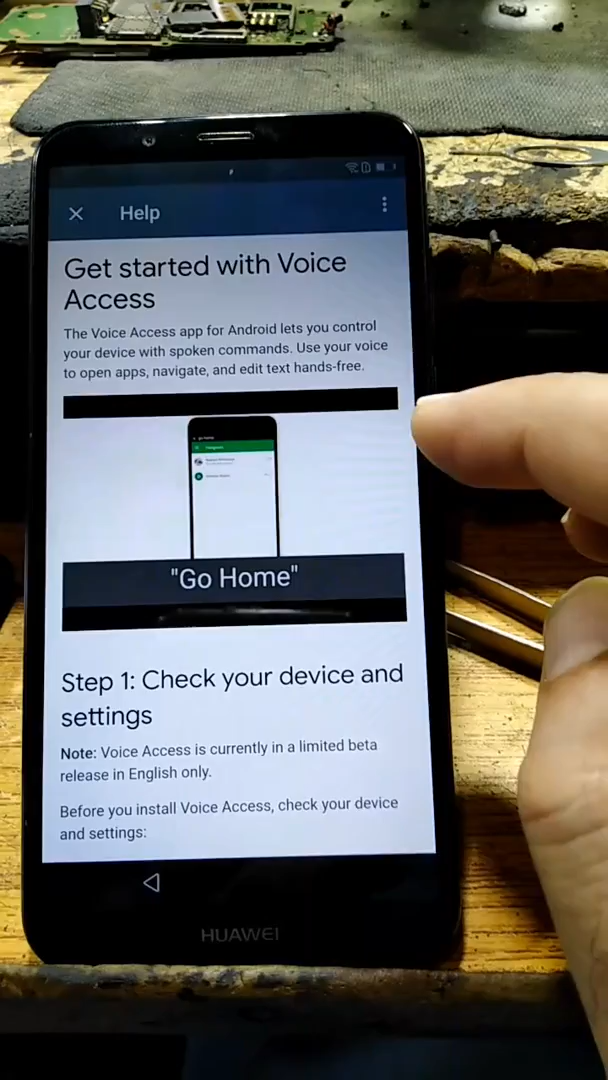 Help
Get started with Voice
Access
The Voice Access app for Android lets you control
your device with spoken commands. Use your voice
to open apps, navigate, and edit text hands-free.
"Go Home"
Step 1: Check your device and
settings
Note: Voice Access is currently in a limited beta
release in English only.
Before you install Voice Access, check your device
and settings:
HUAWEI